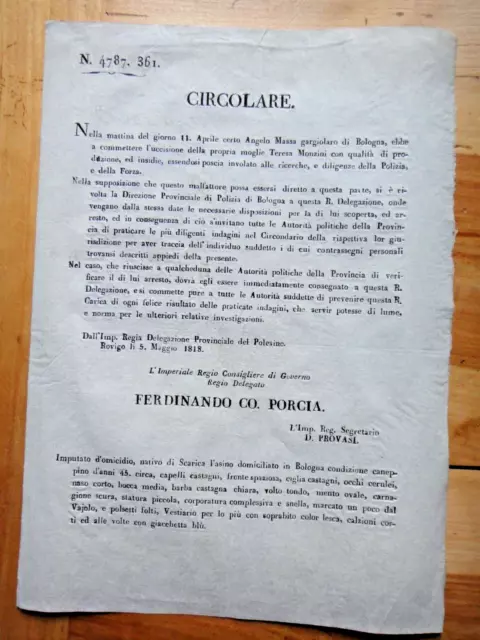 N. 4787. 361.
CIRCOLARE.
Nella mattina del giorno 11. Aprile certo Angelo Massa gargiolaro di Bologna, ebbe
a commettere l'uccisione della propria moglie Teresa Monzini con qualità di pro-
dizione, ed insidie, essendosi poscia involato alle ricerche, e diligenze della Polizia,
e della Forza.
Nella supposizione che questo malfattore possa essersi diretto a questa parte, si è ri-
volta la Direzione Provinciale di Polizia di Bologna a questa R. Delegazione, onde
vengano dalla stessa date le necessarie disposizioni per la di lui scoperta, ed ar-
resto, ed in conseguenza di ciò s'invitano tutte le Autorità politiche della Provin-
cia di praticare le più diligenti indagini nel Circondario della rispettiva lor giu-
risdizione per aver traccia dell'individuo suddetto i di cui contrassegni personali
trovansi descritti appiedi della presente.
Nel caso, che riuscisse a qualcheduna delle Autorità politiche della Provincia di veri-
ficare il di lui arresto, dovrà egli essere immediatamente consegnato a questa R.
Delegazione, e si commette pure a tutte le Autorità suddette di prevenire questa R.
Carica di ogni felice risultato delle praticate indagini, che servir potesse di lume,
e norma per le ulteriori relative investigazioni.
Dall'Imp. Regia Delegazione Provinciale del Polesine.
Rovigo li 5. Maggio 1818.
L'Imperiale Regio Consigliere di Governo
Regio Delegato
FERDINANDO CO. PORCIA.
L'Imp. Reg. Segretario
D. PROVASI.
Imputato d'omicidio, nativo di Scarica l'asino domiciliato in Bologna condizione canep-
pino d'anni 45. circa, capelli castagni, fronte spaziosa, ciglia castagni, occhi cerulei,
naso corto, bocca media, barba castagna chiara, volto tondo, mento ovale, carna-
gione scura, statura piccola, corporatura complessiva e snella, marcato un poco dal
Vajolo, e polsetti folti, Vestiario per lo più con soprabito color lesca, calzioni cor-
ti ed alle volte con giacchetta blù.